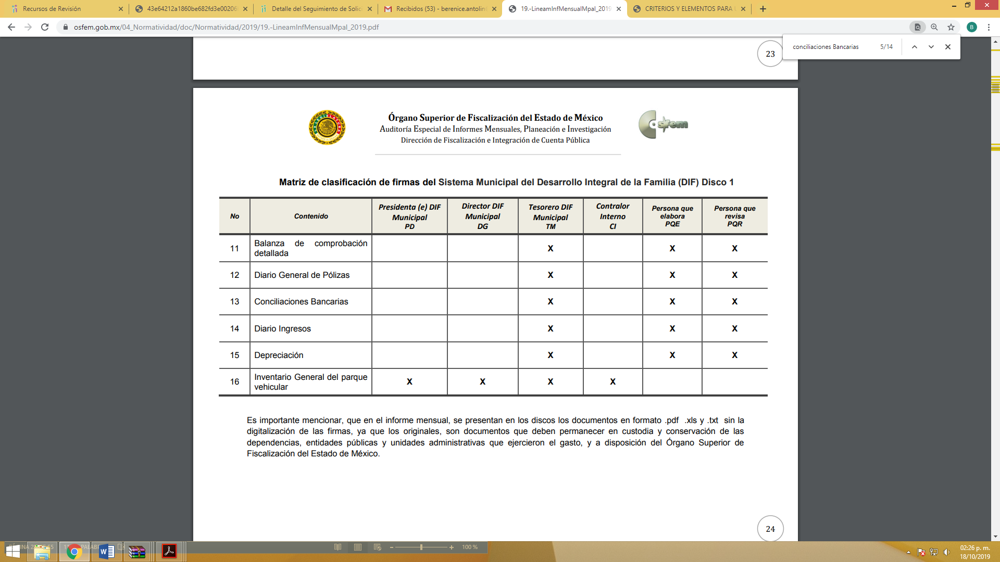 Recursos de Revisión
43e64212a1860be682fd3e00206
Detalle del Seguimiento de Solici
Recibidos (53) - berenice.antolin
19.-LineamInfMensualMpal_2019
CRITERIOS Y ELEMENTOS PARA
osfem.gob.mx/04_Normatividad/doc/Normatividad/2019/19.-LineamInfMensualMpal_2019.pdf
B
conciliaciones Bancarias 5/14
23
Órgano Superior de Fiscalización del Estado de México
Auditoría Especial de Informes Mensuales, Planeación e Investigación
Dirección de Fiscalización e Integración de Cuenta Pública
LX LEGISLATURA
osfem
Matriz de clasificación de firmas del Sistema Municipal del Desarrollo Integral de la Familia (DIF) Disco 1
No
Contenido
Presidenta (e) DIF
Municipal
PD
Director DIF
Municipal
DG
Tesorero DIF
Municipal
TM
Contralor
Interno
CI
Persona que
elabora
PQE
Persona que
revisa
PQR
11 Balanza de comprobación
detallada X X X
12 Diario General de Pólizas X X X
13 Conciliaciones Bancarias X X X
14 Diario Ingresos X X X
15 Depreciación X X X
16 Inventario General del parque
vehicular X X X X
Es importante mencionar, que en el informe mensual, se presentan en los discos los documentos en formato .pdf .xls y .txt sin la
digitalización de las firmas, ya que los originales, son documentos que deben permanecer en custodia y conservación de las
dependencias, entidades públicas y unidades administrativas que ejercieron el gasto, y a disposición del Órgano Superior de
Fiscalización del Estado de México.
24
100 %
02:26 p. m.
18/10/2019